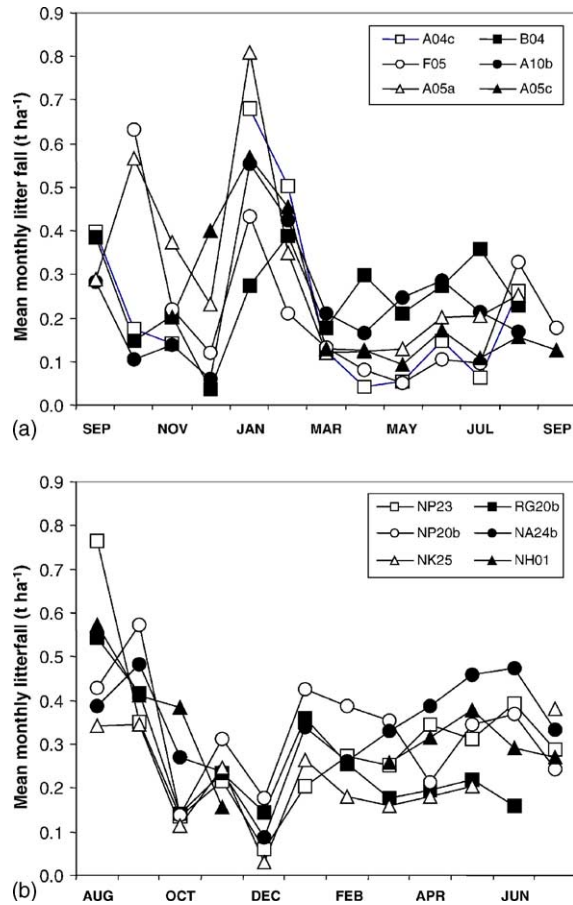 Mean monthly litter fall (t ha⁻¹)
0.9
0.8
0.7
0.6
0.5
0.4
0.3
0.2
0.1
0.0
A04c B04
F05 A10b
A05a A05c
SEP NOV JAN MAR MAY JUL SEP
(a)
Mean monthly litterfall (t ha⁻¹)
0.9
0.8
0.7
0.6
0.5
0.4
0.3
0.2
0.1
0.0
NP23 RG20b
NP20b NA24b
NK25 NH01
AUG OCT DEC FEB APR JUN
(b)